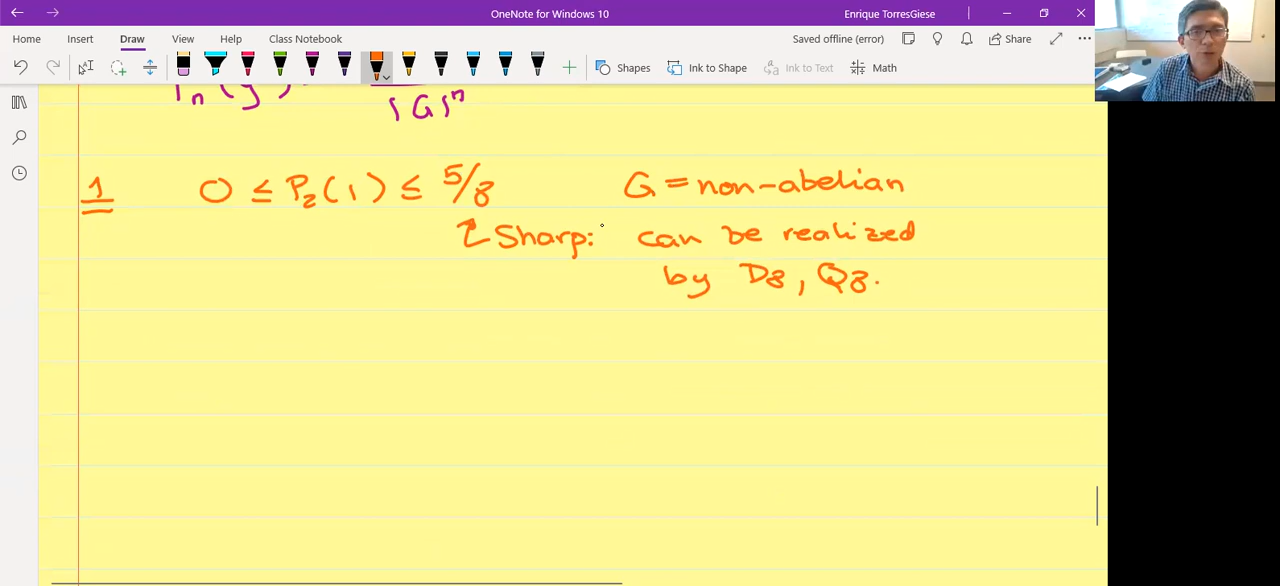 OneNote for Windows 10
Enrique TorresGiese
Home Insert Draw View Help Class Notebook
Saved offline (error)
Share
Shapes
Ink to Shape
Ink to Text
Math
|G|ⁿ
1 0 ≤ P₂(1) ≤ 5/8 G = non-abelian
Sharp: can be realized
by D8, Q8.